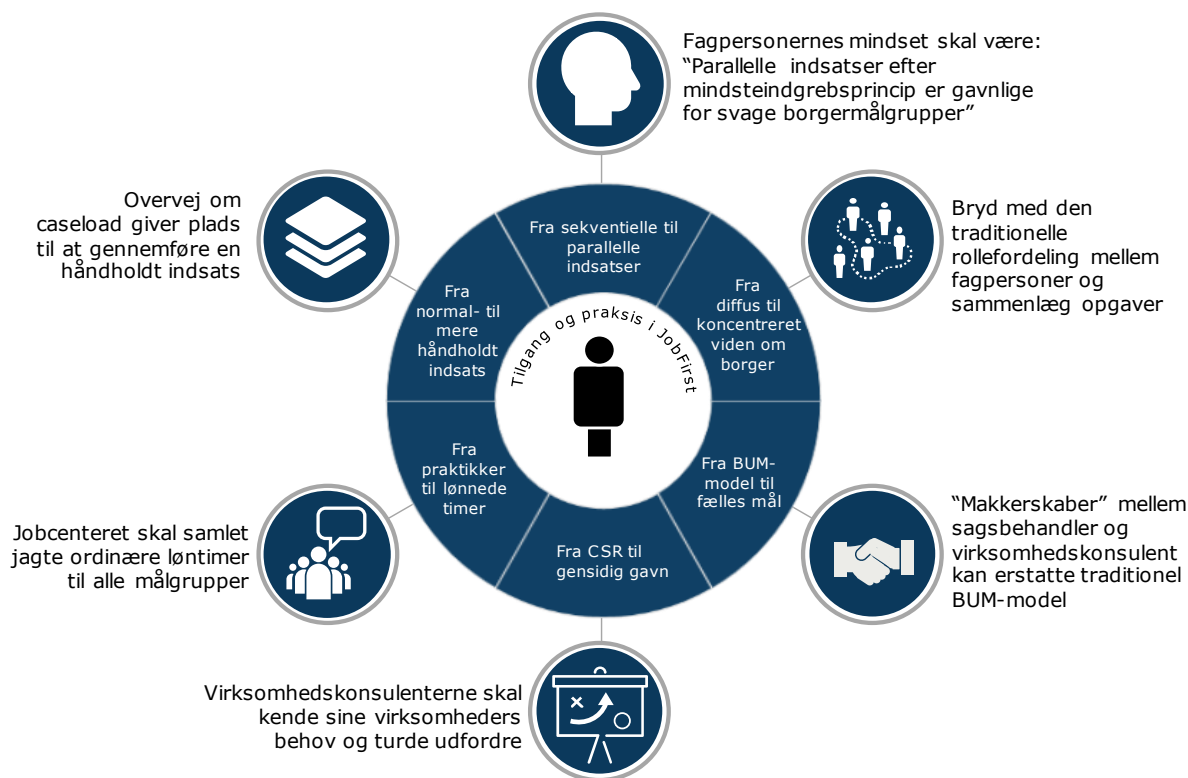 Fagpersonernes mindset skal være:
“Parallelle indsatser efter
mindsteindgrebsprincip er gavnlige
for svage borgermålgrupper”
Overvej om
caseload giver plads
til at gennemføre en
håndholdt indsats
Bryd med den
traditionelle
rollefordeling mellem
fagpersoner og
sammenlæg opgaver
Fra sekventielle til
parallelle
indsatser
Fra
normal- til
mere
håndholdt
indsats
Fra
diffus til
koncentreret
viden om
borger
Tilgang og praksis i JobFirst
Fra
praktikker
til lønnede
timer
Fra BUM-
model til
fælles mål
Fra CSR til
gensidig gavn
Jobcenteret skal samlet
jagte ordinære løntimer
til alle målgrupper
“Makkerskaber” mellem
sagsbehandler og
virksomhedskonsulent
kan erstatte traditionel
BUM-model
Virksomhedskonsulenterne skal
kende sine virksomheders
behov og turde udfordre